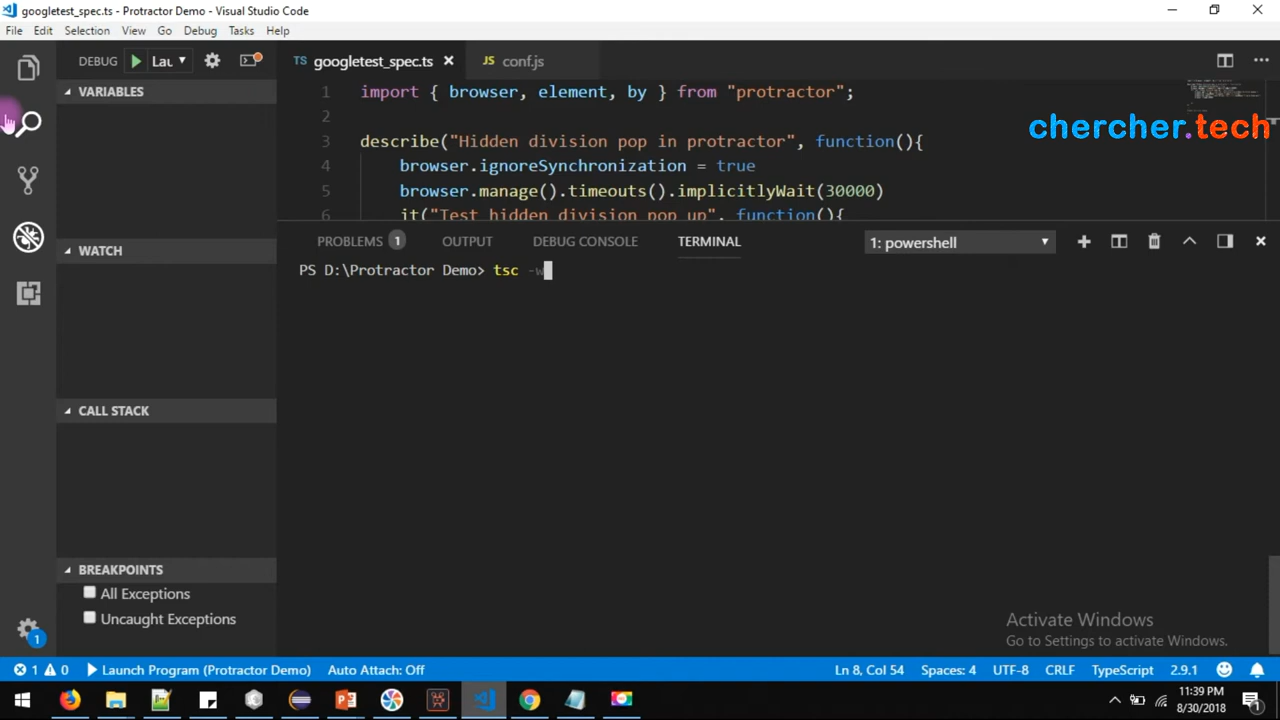 googletest_spec.ts - Protractor Demo - Visual Studio Code
File Edit Selection View Go Debug Tasks Help
DEBUG Lau
googletest_spec.ts
JS conf.js
VARIABLES
1 import { browser, element, by } from "protractor";
2
3 describe("Hidden division pop in protractor", function(){
4 browser.ignoreSynchronization = true
5 browser.manage().timeouts().implicitlyWait(30000)
6 it("Test hidden division pop up", function(){
chercher.tech
WATCH
CALL STACK
BREAKPOINTS
All Exceptions
Uncaught Exceptions
1
PROBLEMS 1 OUTPUT DEBUG CONSOLE TERMINAL 1: powershell
PS D:\Protractor Demo> tsc -w
Activate Windows
Go to Settings to activate Windows.
1 0 Launch Program (Protractor Demo) Auto Attach: Off Ln 8, Col 54 Spaces: 4 UTF-8 CRLF TypeScript 2.9.1
11:39 PM
8/30/2018
1